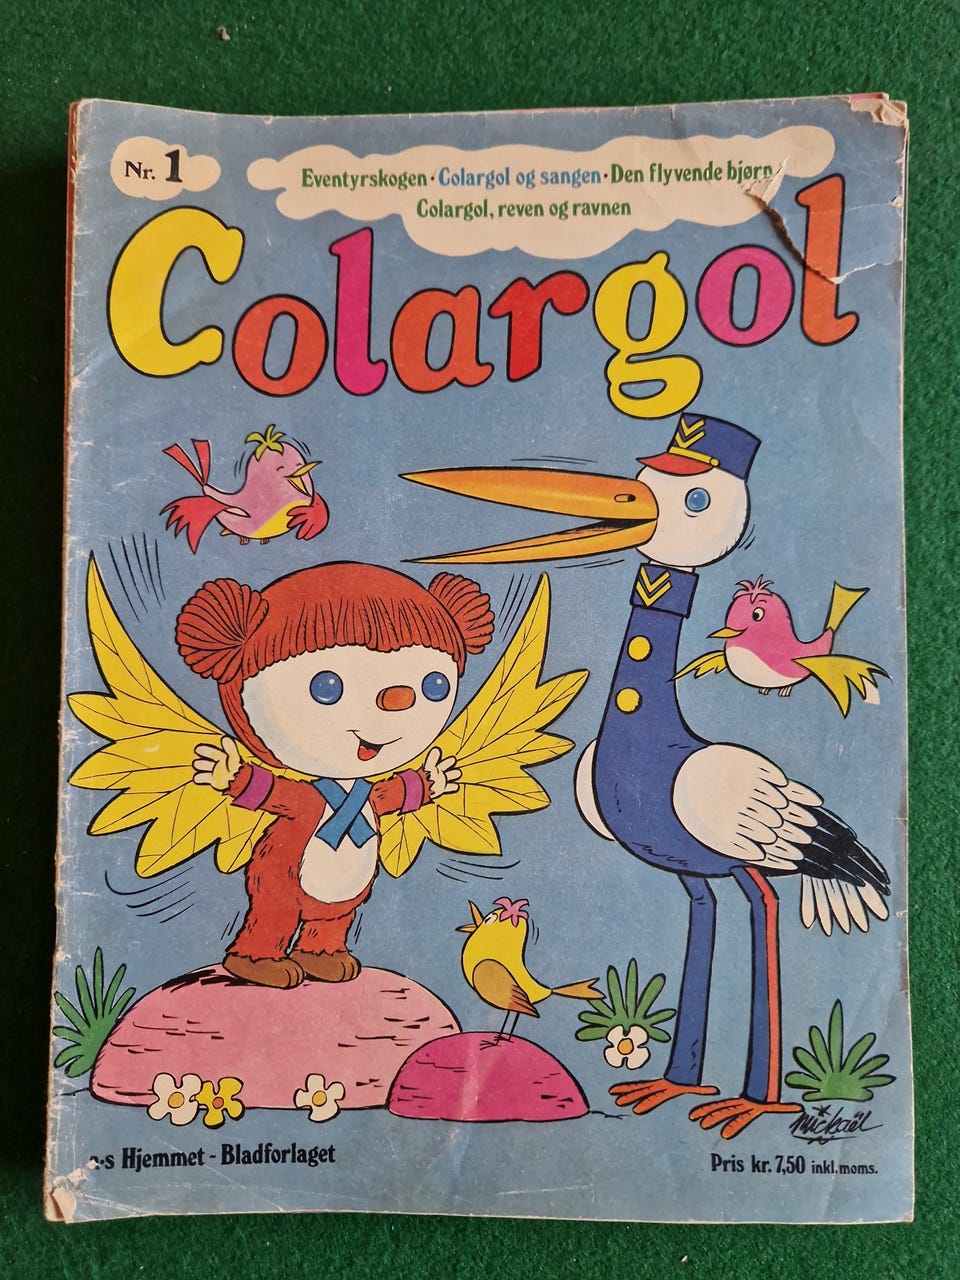 Nr. 1
Eventyrskogen · Colargol og sangen · Den flyvende bjørn
Colargol, reven og ravnen
Colargol
mickaël
s Hjemmet - Bladforlaget
Pris kr. 7,50 inkl. moms.